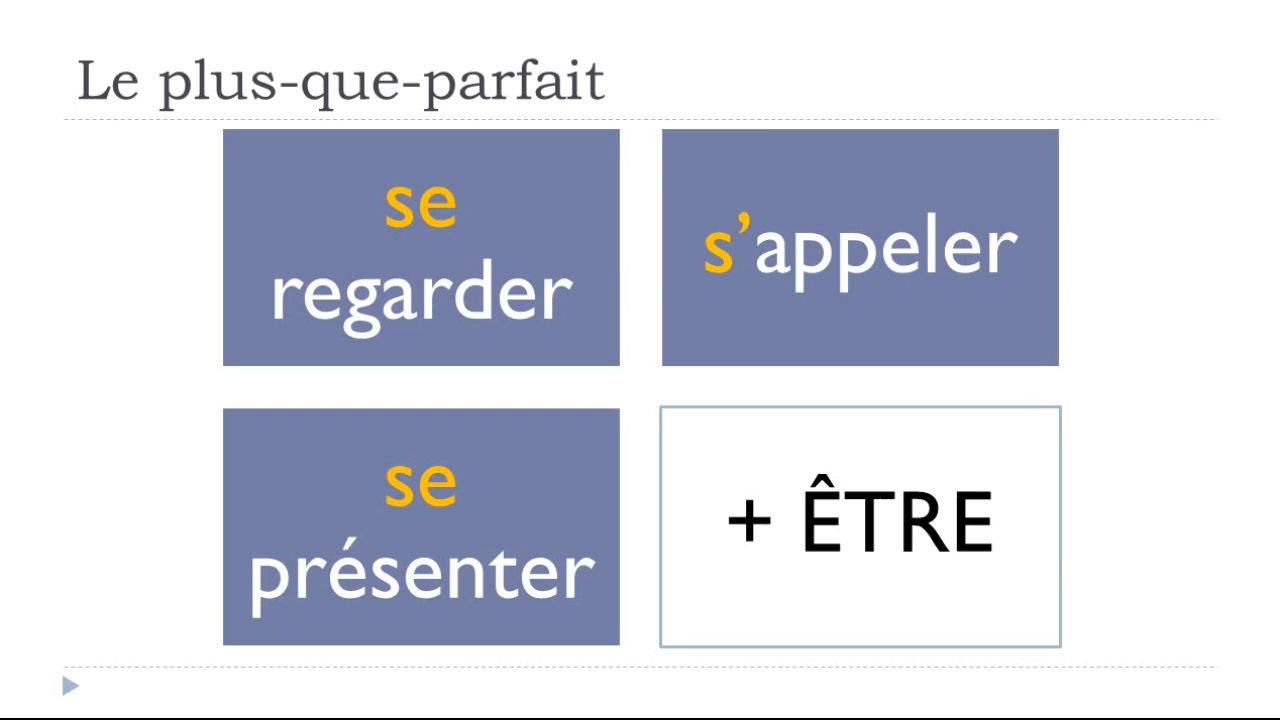 Le plus-que-parfait
se
regarder
s’appeler
se
présenter
+ ÊTRE